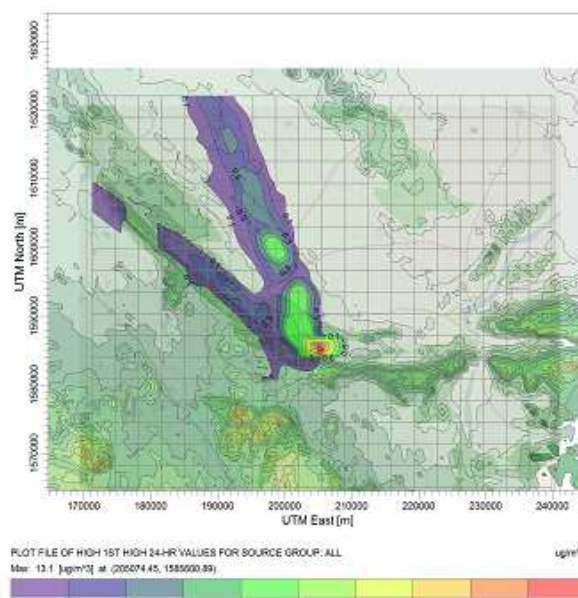 1630000
1620000
1610000
1600000
1590000
1580000
1570000
UTM North [m]
170000 180000 190000 200000 210000 220000 230000 240000
UTM East [m]
PLOT FILE OF HIGH 1ST HIGH 24-HR VALUES FOR SOURCE GROUP: ALL
ug/m^
Max: 13.1 [ug/m^3] at (205074.45, 1585600.89)